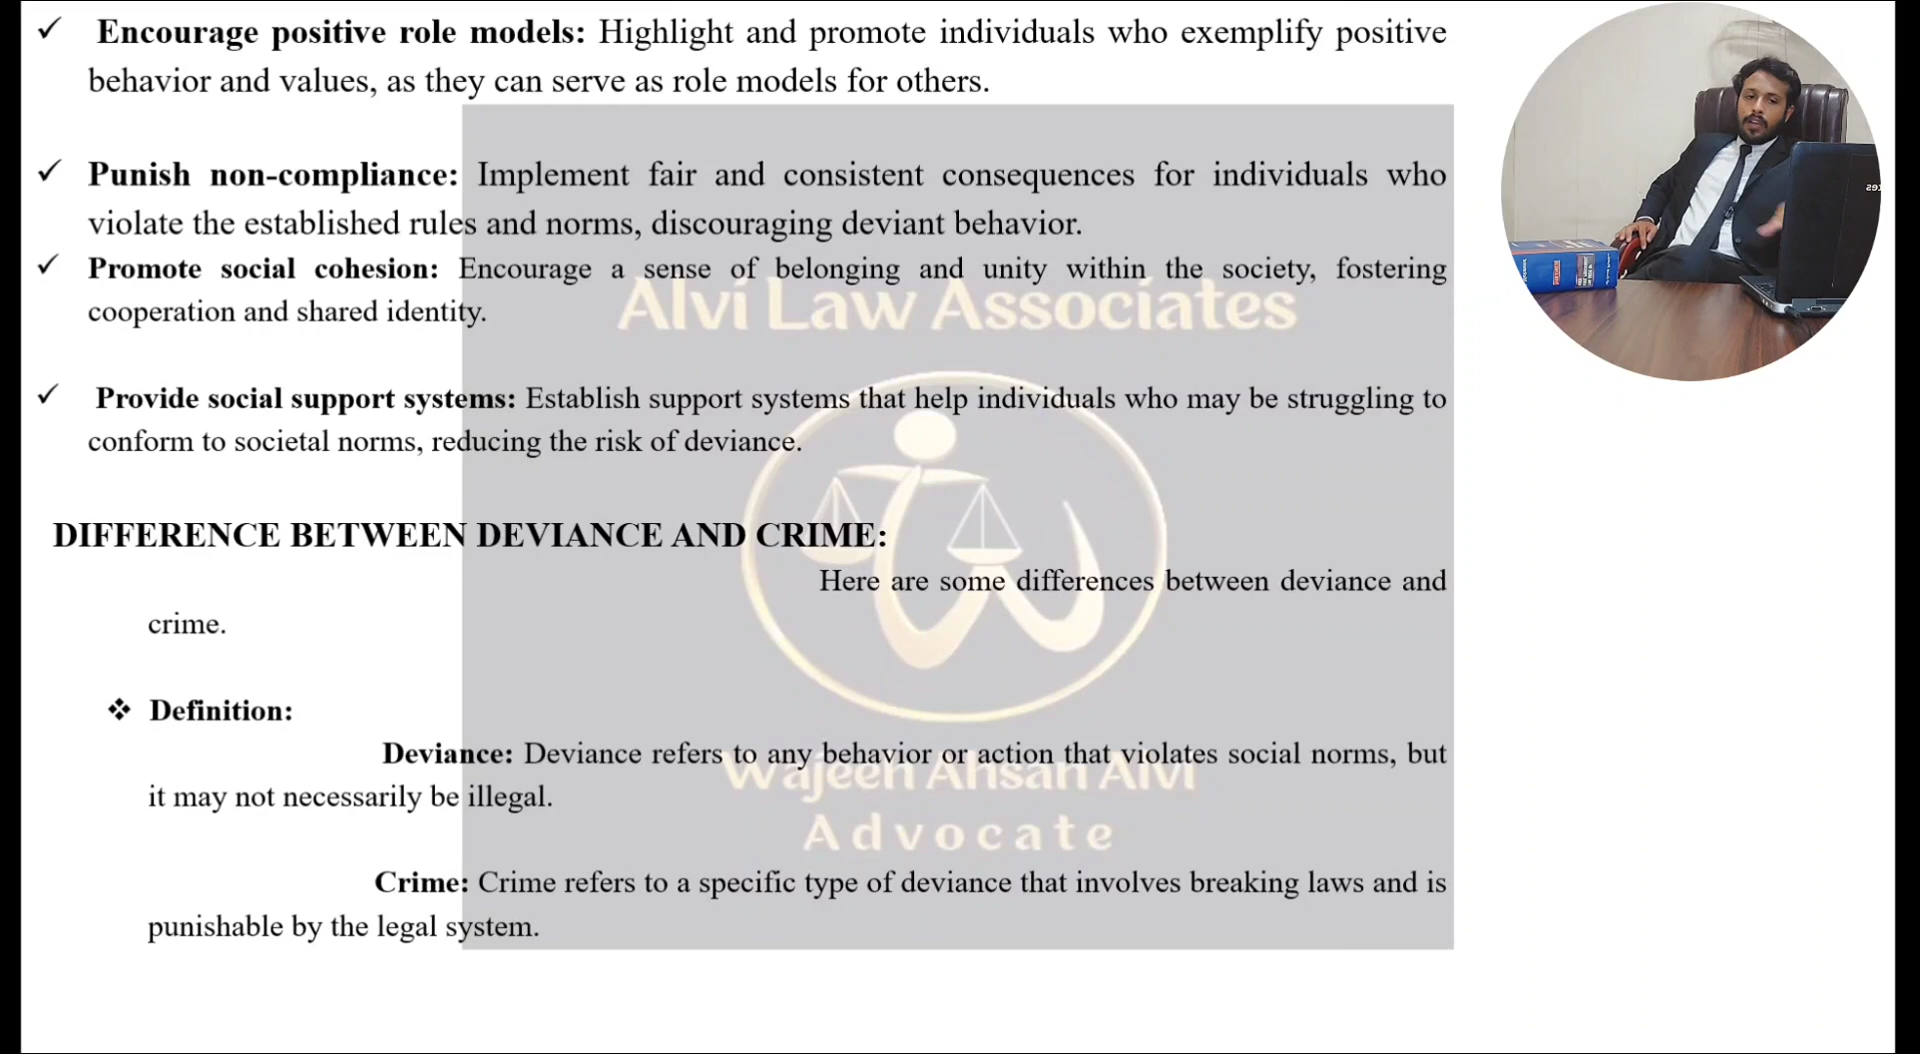 ✓ Encourage positive role models: Highlight and promote individuals who exemplify positive
behavior and values, as they can serve as role models for others.
✓ Punish non-compliance: Implement fair and consistent consequences for individuals who
violate the established rules and norms, discouraging deviant behavior.
✓ Promote social cohesion: Encourage a sense of belonging and unity within the society, fostering
cooperation and shared identity.
Alvi Law Associates
✓ Provide social support systems: Establish support systems that help individuals who may be struggling to
conform to societal norms, reducing the risk of deviance.
DIFFERENCE BETWEEN DEVIANCE AND CRIME:
Here are some differences between deviance and
crime.
❖ Definition:
Deviance: Deviance refers to any behavior or action that violates social norms, but
it may not necessarily be illegal.
Wajeeh Ahsan Alvi
Advocate
Crime: Crime refers to a specific type of deviance that involves breaking laws and is
punishable by the legal system.